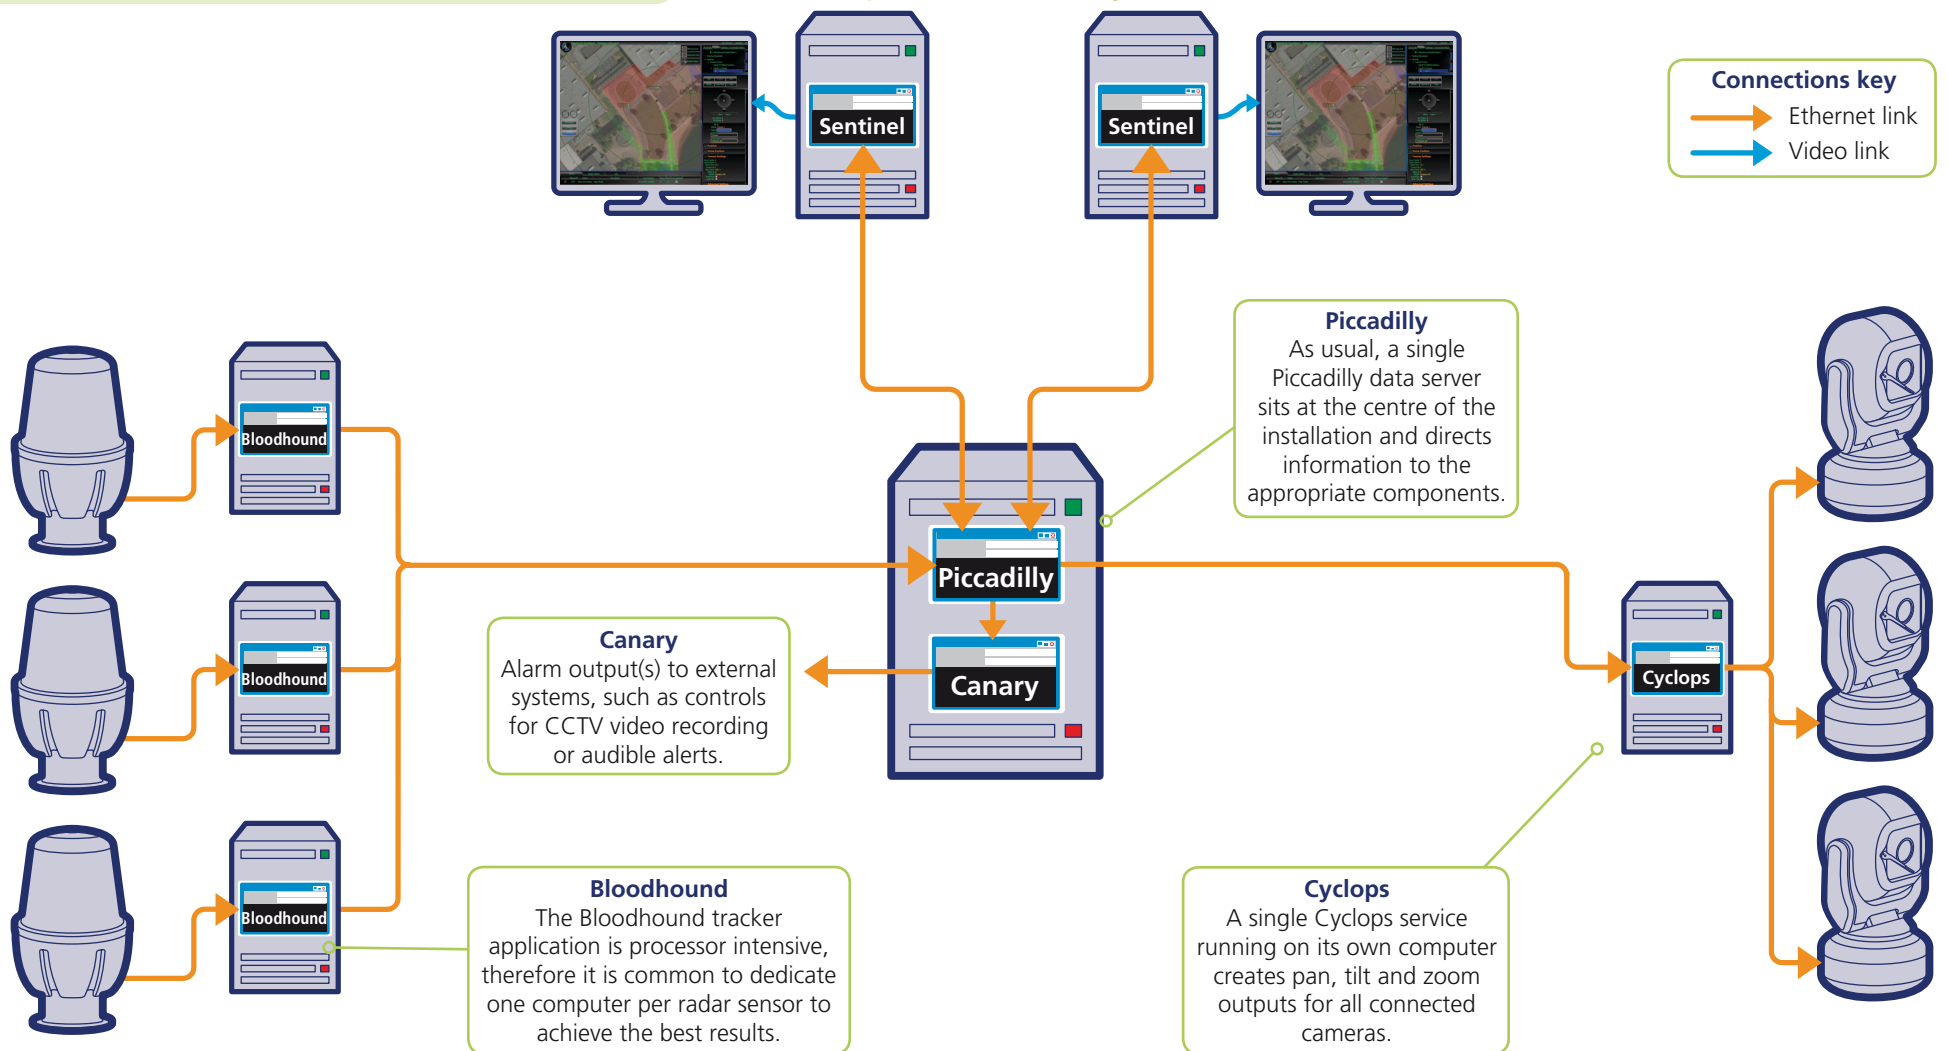 Sentinel
Sentinel
Connections key
Ethernet link
Video link
Piccadilly
As usual, a single
Piccadilly data server
sits at the centre of the
installation and directs
information to the
appropriate components.
Bloodhound
Bloodhound
Bloodhound
Piccadilly
Canary
Canary
Alarm output(s) to external
systems, such as controls
for CCTV video recording
or audible alerts.
Cyclops
Bloodhound
The Bloodhound tracker
application is processor intensive,
therefore it is common to dedicate
one computer per radar sensor to
achieve the best results.
Cyclops
A single Cyclops service
running on its own computer
creates pan, tilt and zoom
outputs for all connected
cameras.